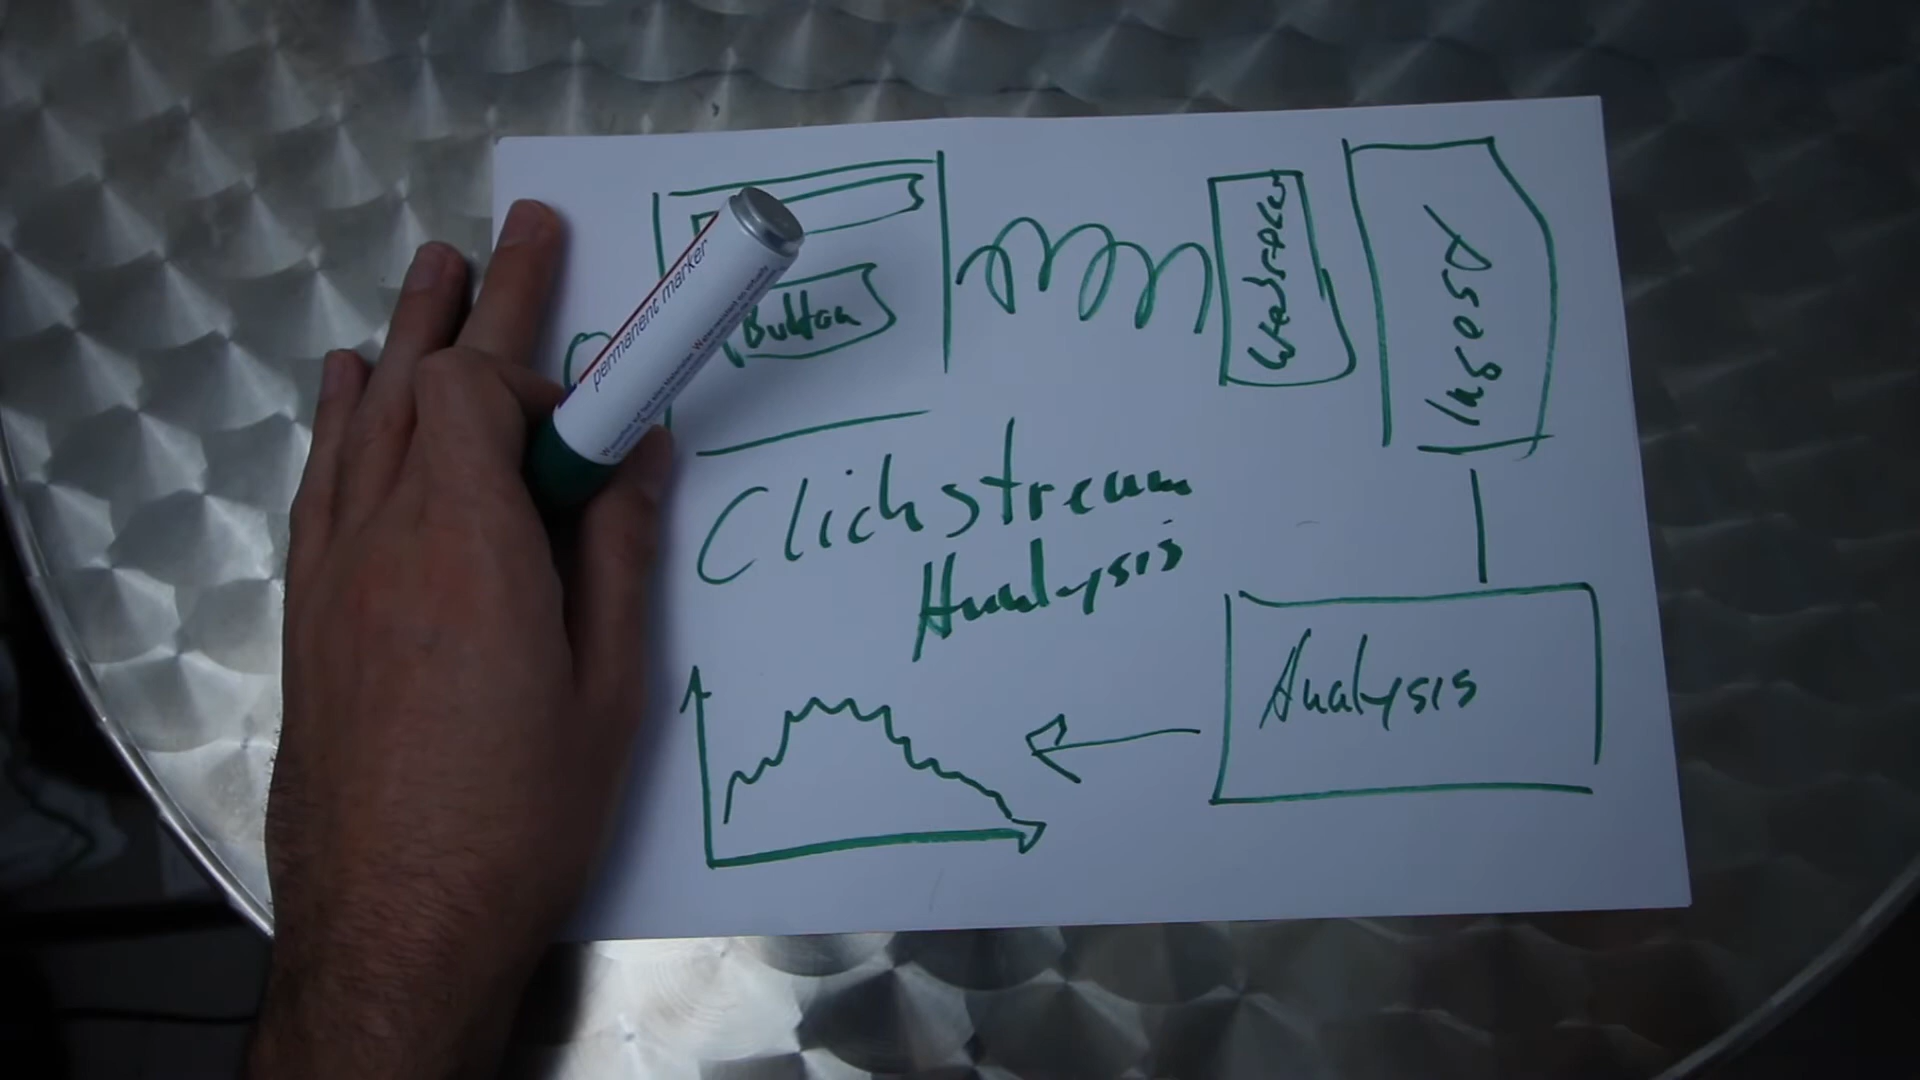 permanent marker
Button
Webserver
Ingest
Clickstream
Analysis
Analysis